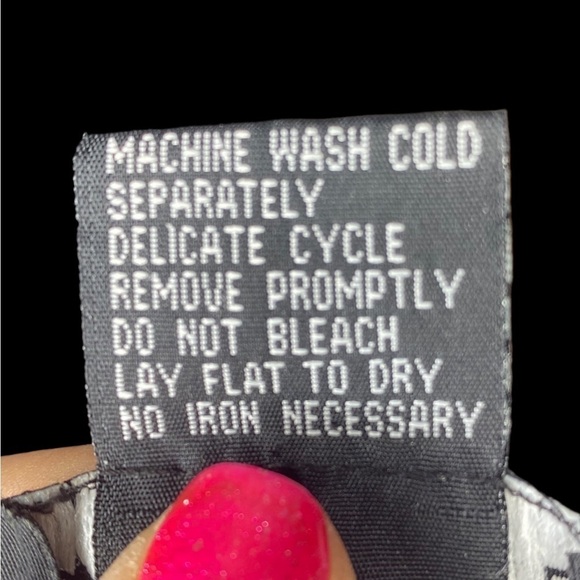 MACHINE WASH COLD
SEPARATELY
DELICATE CYCLE
REMOVE PROMPTLY
DO NOT BLEACH
LAY FLAT TO DRY
NO IRON NECESSARY